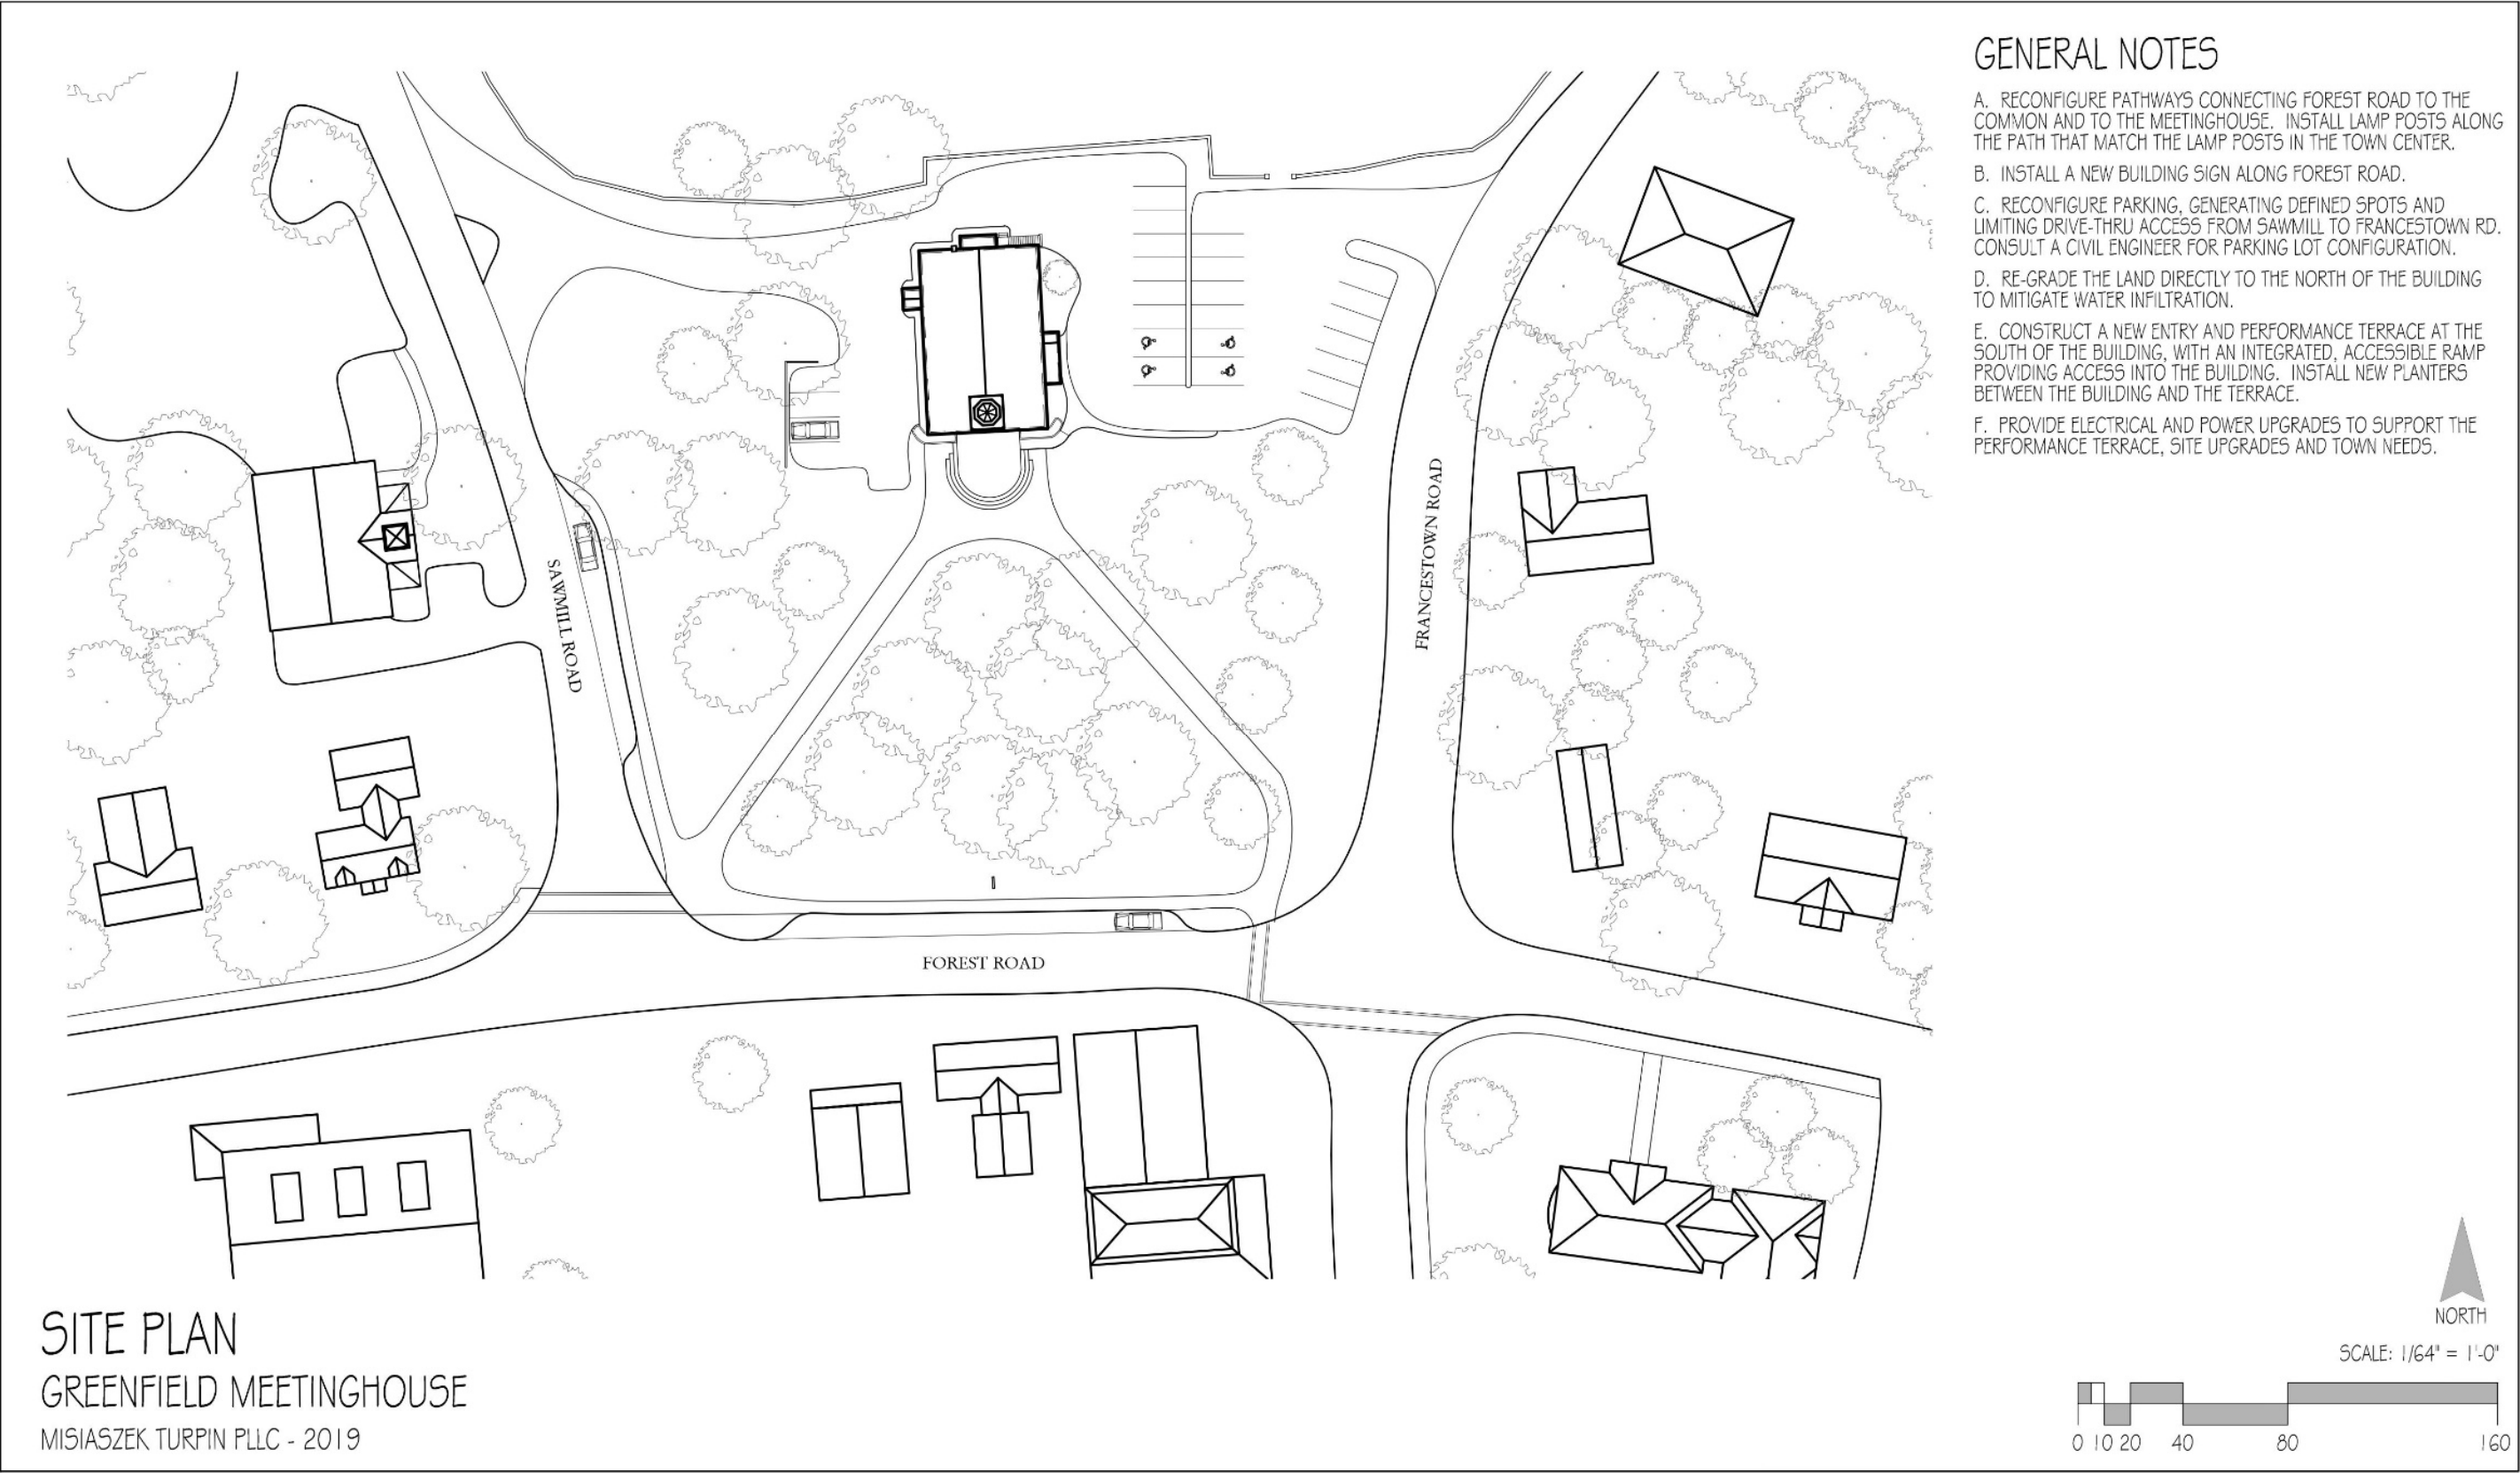 GENERAL NOTES
A. RECONFIGURE PATHWAYS CONNECTING FOREST ROAD TO THE
COMMON AND TO THE MEETINGHOUSE. INSTALL LAMP POSTS ALONG
THE PATH THAT MATCH THE LAMP POSTS IN THE TOWN CENTER.
B. INSTALL A NEW BUILDING SIGN ALONG FOREST ROAD.
C. RECONFIGURE PARKING, GENERATING DEFINED SPOTS AND
LIMITING DRIVE-THRU ACCESS FROM SAWMILL TO FRANCESTOWN RD.
CONSULT A CIVIL ENGINEER FOR PARKING LOT CONFIGURATION.
D. RE-GRADE THE LAND DIRECTLY TO THE NORTH OF THE BUILDING
TO MITIGATE WATER INFILTRATION.
E. CONSTRUCT A NEW ENTRY AND PERFORMANCE TERRACE AT THE
SOUTH OF THE BUILDING, WITH AN INTEGRATED, ACCESSIBLE RAMP
PROVIDING ACCESS INTO THE BUILDING. INSTALL NEW PLANTERS
BETWEEN THE BUILDING AND THE TERRACE.
F. PROVIDE ELECTRICAL AND POWER UPGRADES TO SUPPORT THE
PERFORMANCE TERRACE, SITE UPGRADES AND TOWN NEEDS.
SAWMILL ROAD
FRANCESTOWN ROAD
FOREST ROAD
SITE PLAN
GREENFIELD MEETINGHOUSE
MISIASZEK TURPIN PLLC - 2019
NORTH
SCALE: 1/64" = 1'-0"
0 10 20 40 80 160